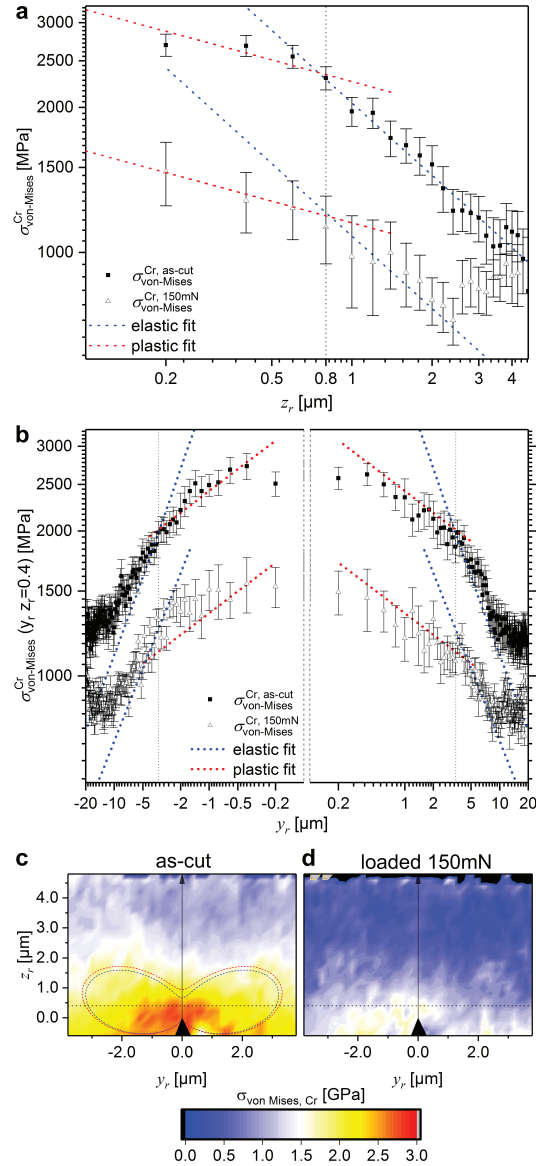 a
3000
2500
2000
1500
1000
σ^Cr_von-Mises [MPa]
σ^Cr, as-cut_von-Mises
σ^Cr, 150mN_von-Mises
elastic fit
plastic fit
0.2 0.5 0.8 1 2 3 4
z_r [µm]
b
3000
2500
2000
1500
1000
σ^Cr_von-Mises (y_r z_r=0.4) [MPa]
σ^Cr, as-cut_von-Mises
σ^Cr, 150mN_von-Mises
elastic fit
plastic fit
-20 -10 -5 -2 -1 -0.5 -0.2 0.2 1 2 5 10 20
y_r [µm]
c as-cut
d loaded 150mN
4.0
3.0
2.0
1.0
0.0
z_r [µm]
-2.0 0.0 2.0
-2.0 0.0 2.0
y_r [µm]
y_r [µm]
σ_von Mises, Cr [GPa]
0.0 0.5 1.0 1.5 2.0 2.5 3.0